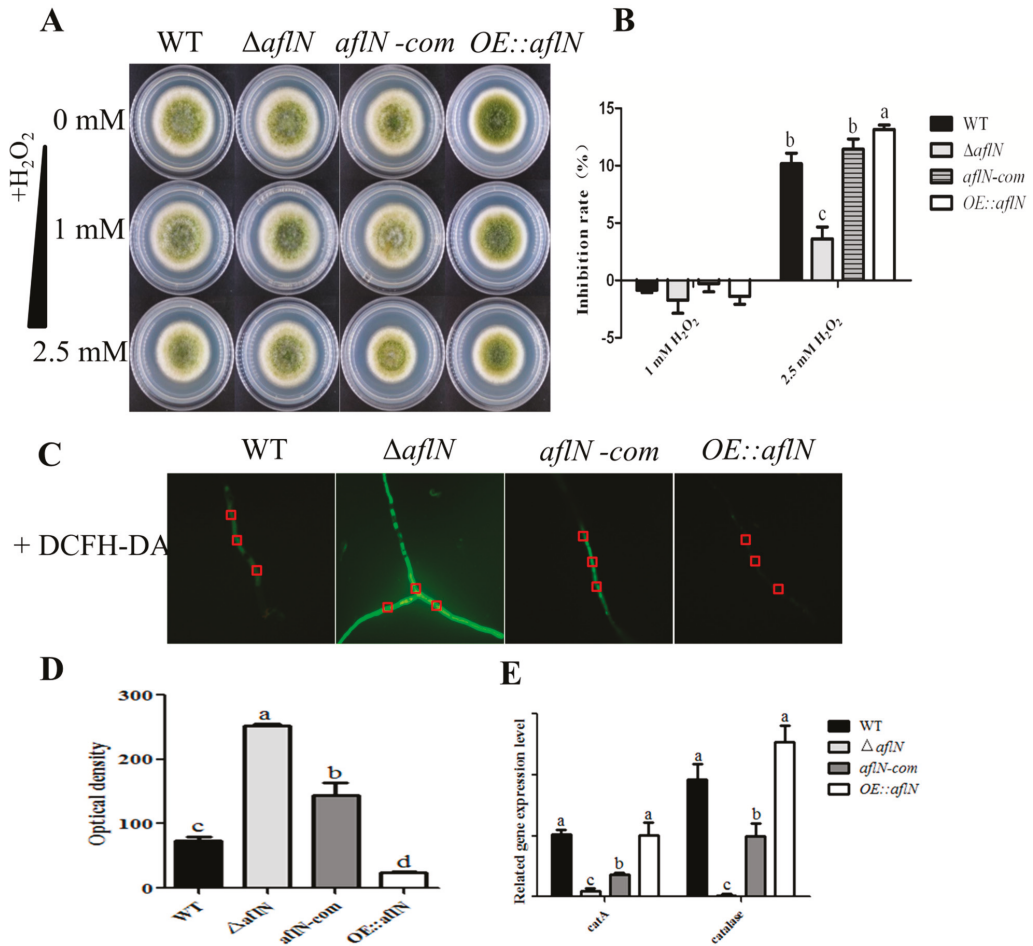 A
WT ΔaflN aflN -com OE::aflN
0 mM
+H₂O₂
1 mM
2.5 mM
B
15
10
5
0
-5
Inhibition rate (%)
b
c
b
a
1 mM H₂O₂
2.5 mM H₂O₂
WT
ΔaflN
aflN-com
OE::aflN
C
WT ΔaflN aflN -com OE::aflN
+ DCFH-DA
D
300
200
100
0
Optical density
c
a
b
d
WT
△aflN
aflN-com
OE::aflN
E
Related gene expression level
a
c
b
a
a
c
b
a
catA
catalase
WT
△aflN
aflN-com
OE::aflN